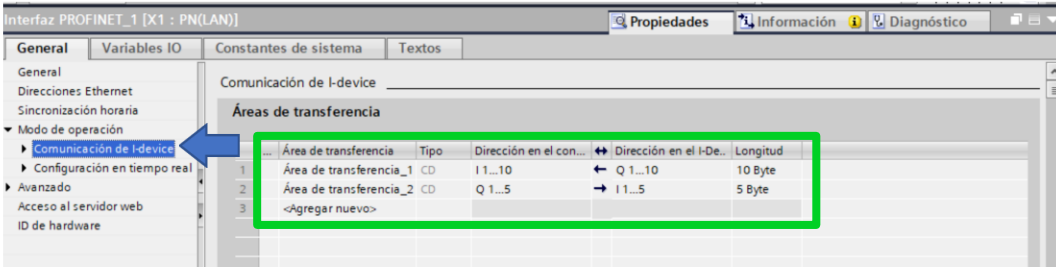 Interfaz PROFINET_1 [X1 : PN(LAN)]
Propiedades
Información
Diagnóstico
General
Variables IO
Constantes de sistema
Textos
General
Direcciones Ethernet
Sincronización horaria
Modo de operación
Comunicación de I-device
Configuración en tiempo real
Avanzado
Acceso al servidor web
ID de hardware
Comunicación de I-device
Áreas de transferencia
... Área de transferencia Tipo Dirección en el con... ↔ Dirección en el I-De... Longitud
1 Área de transferencia_1 CD I 1...10 ← Q 1...10 10 Byte
2 Área de transferencia_2 CD Q 1...5 → I 1...5 5 Byte
3 <Agregar nuevo>